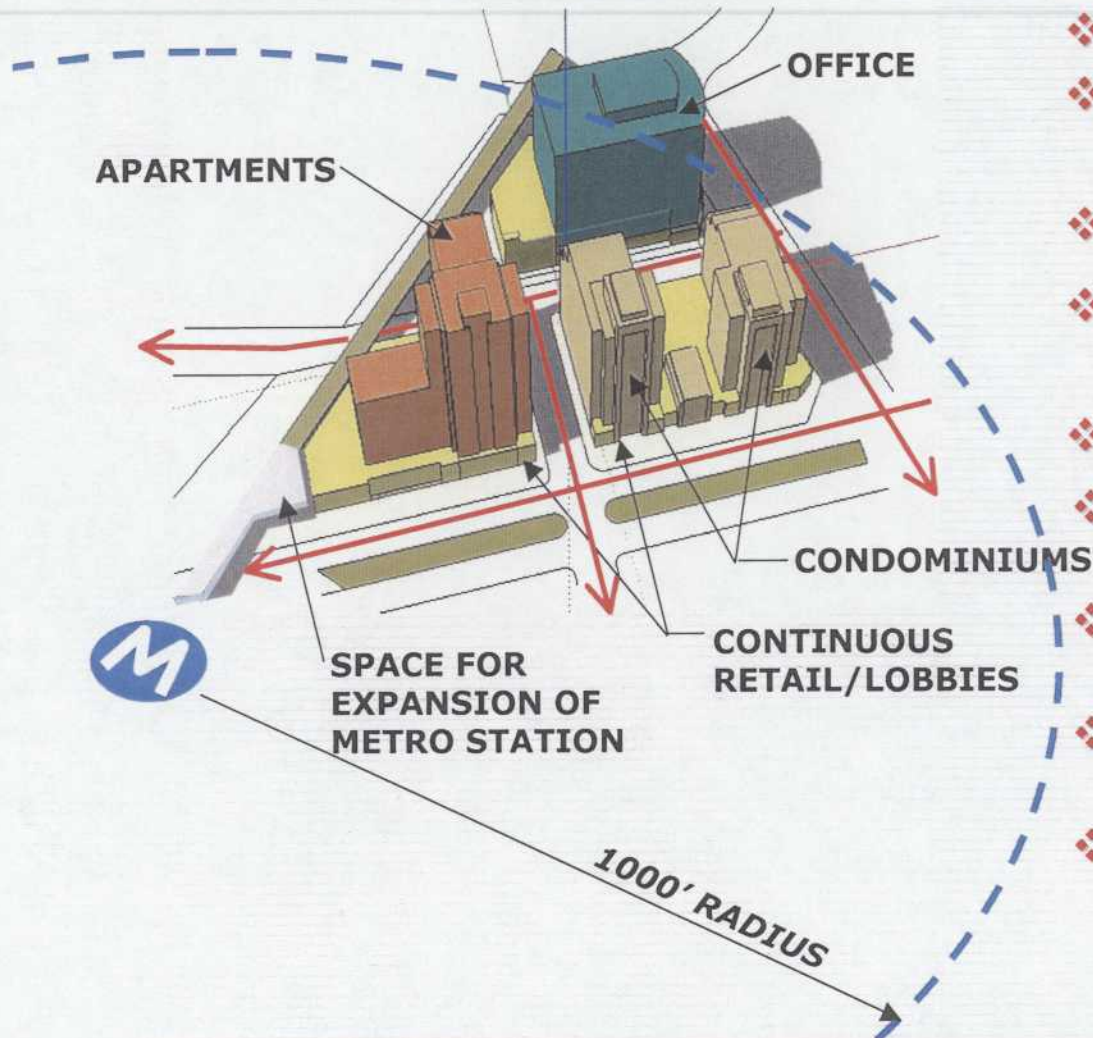 OFFICE
APARTMENTS
CONDOMINIUMS
CONTINUOUS
RETAIL/LOBBIES
SPACE FOR
EXPANSION OF
METRO STATION
M
1000' RADIUS